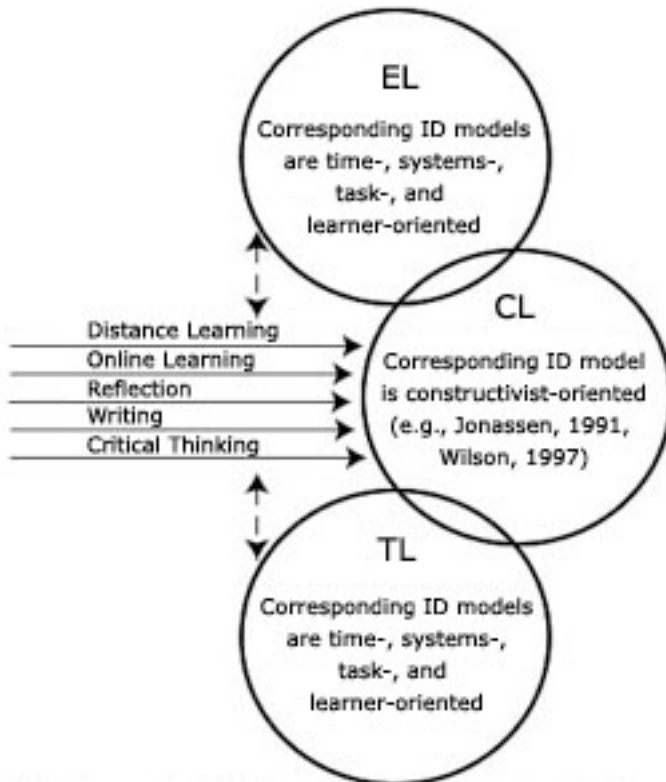 EL
Corresponding ID models
are time-, systems-,
task-, and
learner-oriented
Distance Learning
Online Learning
Reflection
Writing
Critical Thinking
CL
Corresponding ID model
is constructivist-oriented
(e.g., Jonassen, 1991,
Wilson, 1997)
TL
Corresponding ID models
are time-, systems-,
task-, and
learner-oriented